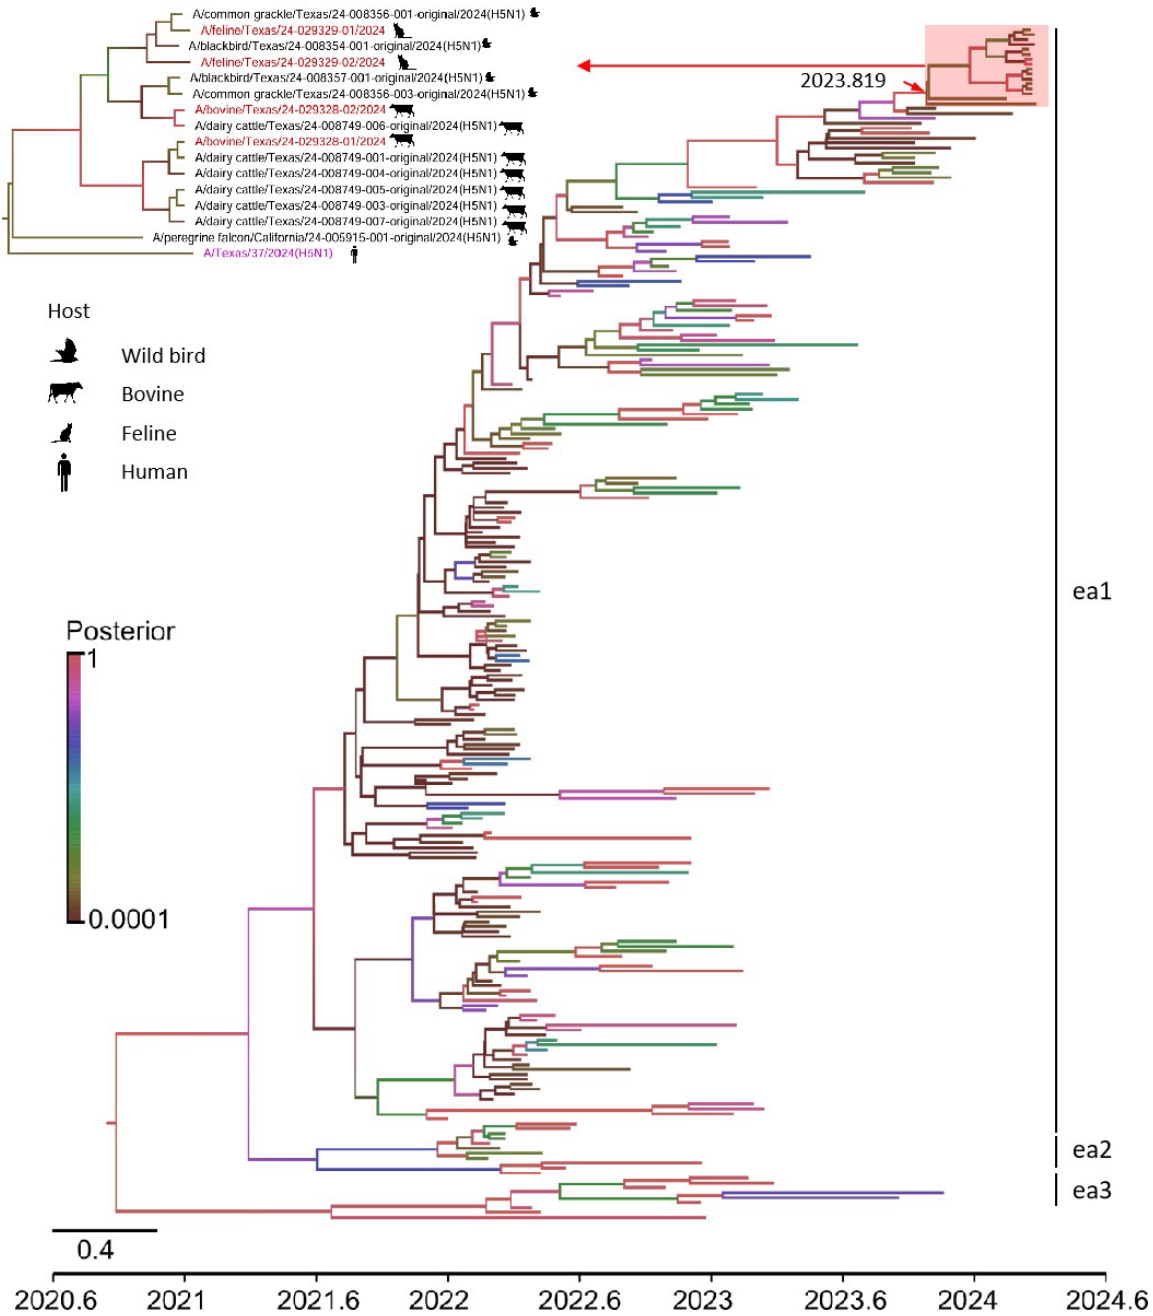 A/common grackle/Texas/24-008356-001-original/2024(H5N1)
A/feline/Texas/24-029329-01/2024
A/blackbird/Texas/24-008354-001-original/2024(H5N1)
A/feline/Texas/24-029329-02/2024
A/blackbird/Texas/24-008357-001-original/2024(H5N1)
A/common grackle/Texas/24-008356-003-original/2024(H5N1)
A/bovine/Texas/24-029328-02/2024
A/dairy cattle/Texas/24-008749-006-original/2024(H5N1)
A/bovine/Texas/24-029328-01/2024
A/dairy cattle/Texas/24-008749-001-original/2024(H5N1)
A/dairy cattle/Texas/24-008749-004-original/2024(H5N1)
A/dairy cattle/Texas/24-008749-005-original/2024(H5N1)
A/dairy cattle/Texas/24-008749-003-original/2024(H5N1)
A/dairy cattle/Texas/24-008749-007-original/2024(H5N1)
A/peregrine falcon/California/24-005915-001-original/2024(H5N1)
A/Texas/37/2024(H5N1)
2023.819
Host
Wild bird
Bovine
Feline
Human
Posterior
1
0.0001
ea1
ea2
ea3
0.4
2020.6 2021 2021.6 2022 2022.6 2023 2023.6 2024 2024.6